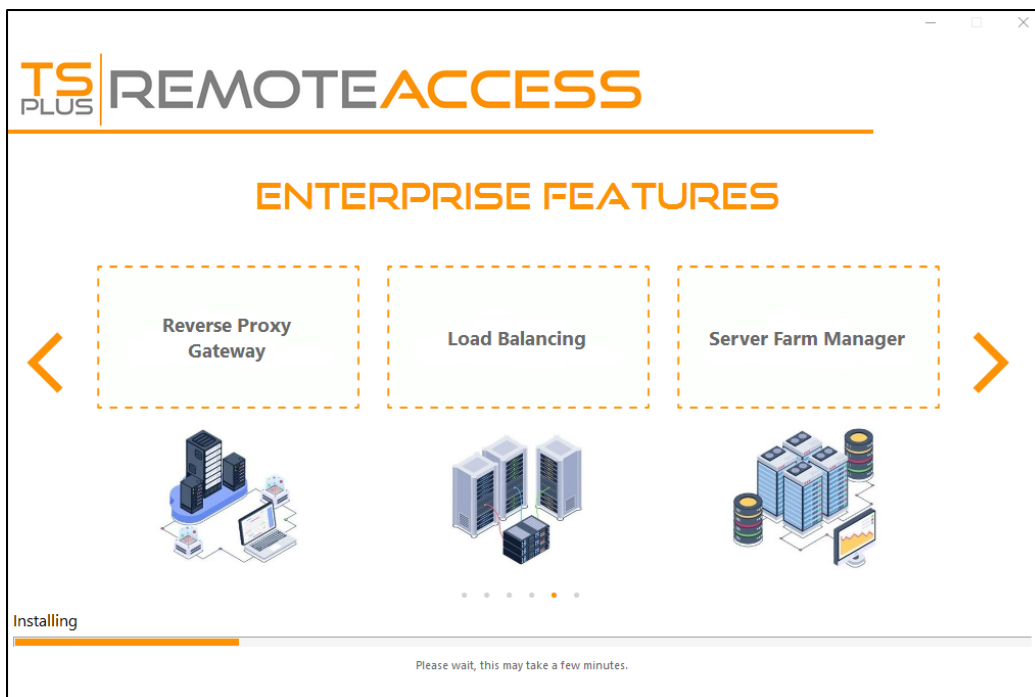 TS
PLUS
REMOTEACCESS
ENTERPRISE FEATURES
Reverse Proxy
Gateway
Load Balancing
Server Farm Manager
Installing
Please wait, this may take a few minutes.